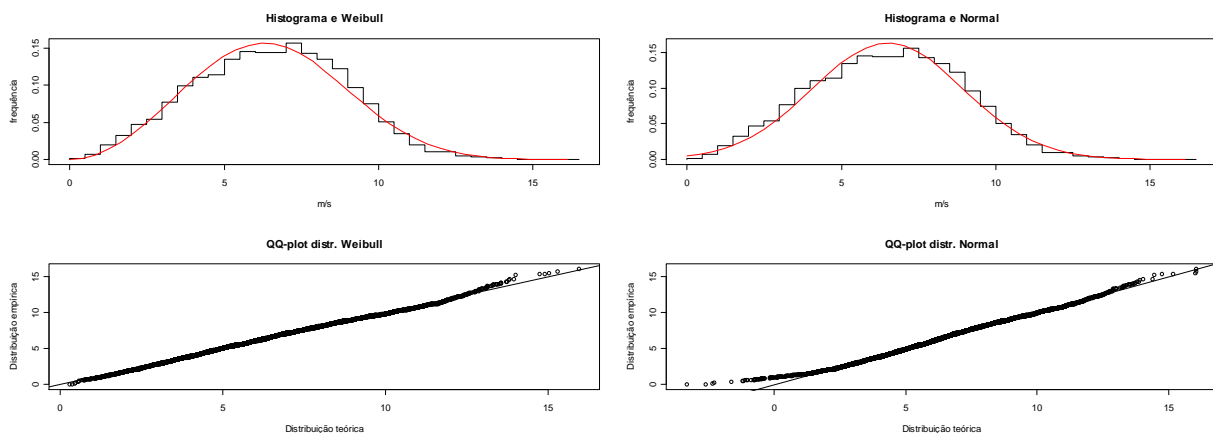 Histograma e Weibull
frequência
0.00 0.05 0.10 0.15
0 5 10 15
m/s
Histograma e Normal
frequência
0.00 0.05 0.10 0.15
0 5 10 15
m/s
QQ-plot distr. Weibull
Distribuição empírica
0 5 10 15
0 5 10 15
Distribuição teórica
QQ-plot distr. Normal
Distribuição empírica
0 5 10 15
0 5 10 15
Distribuição teórica